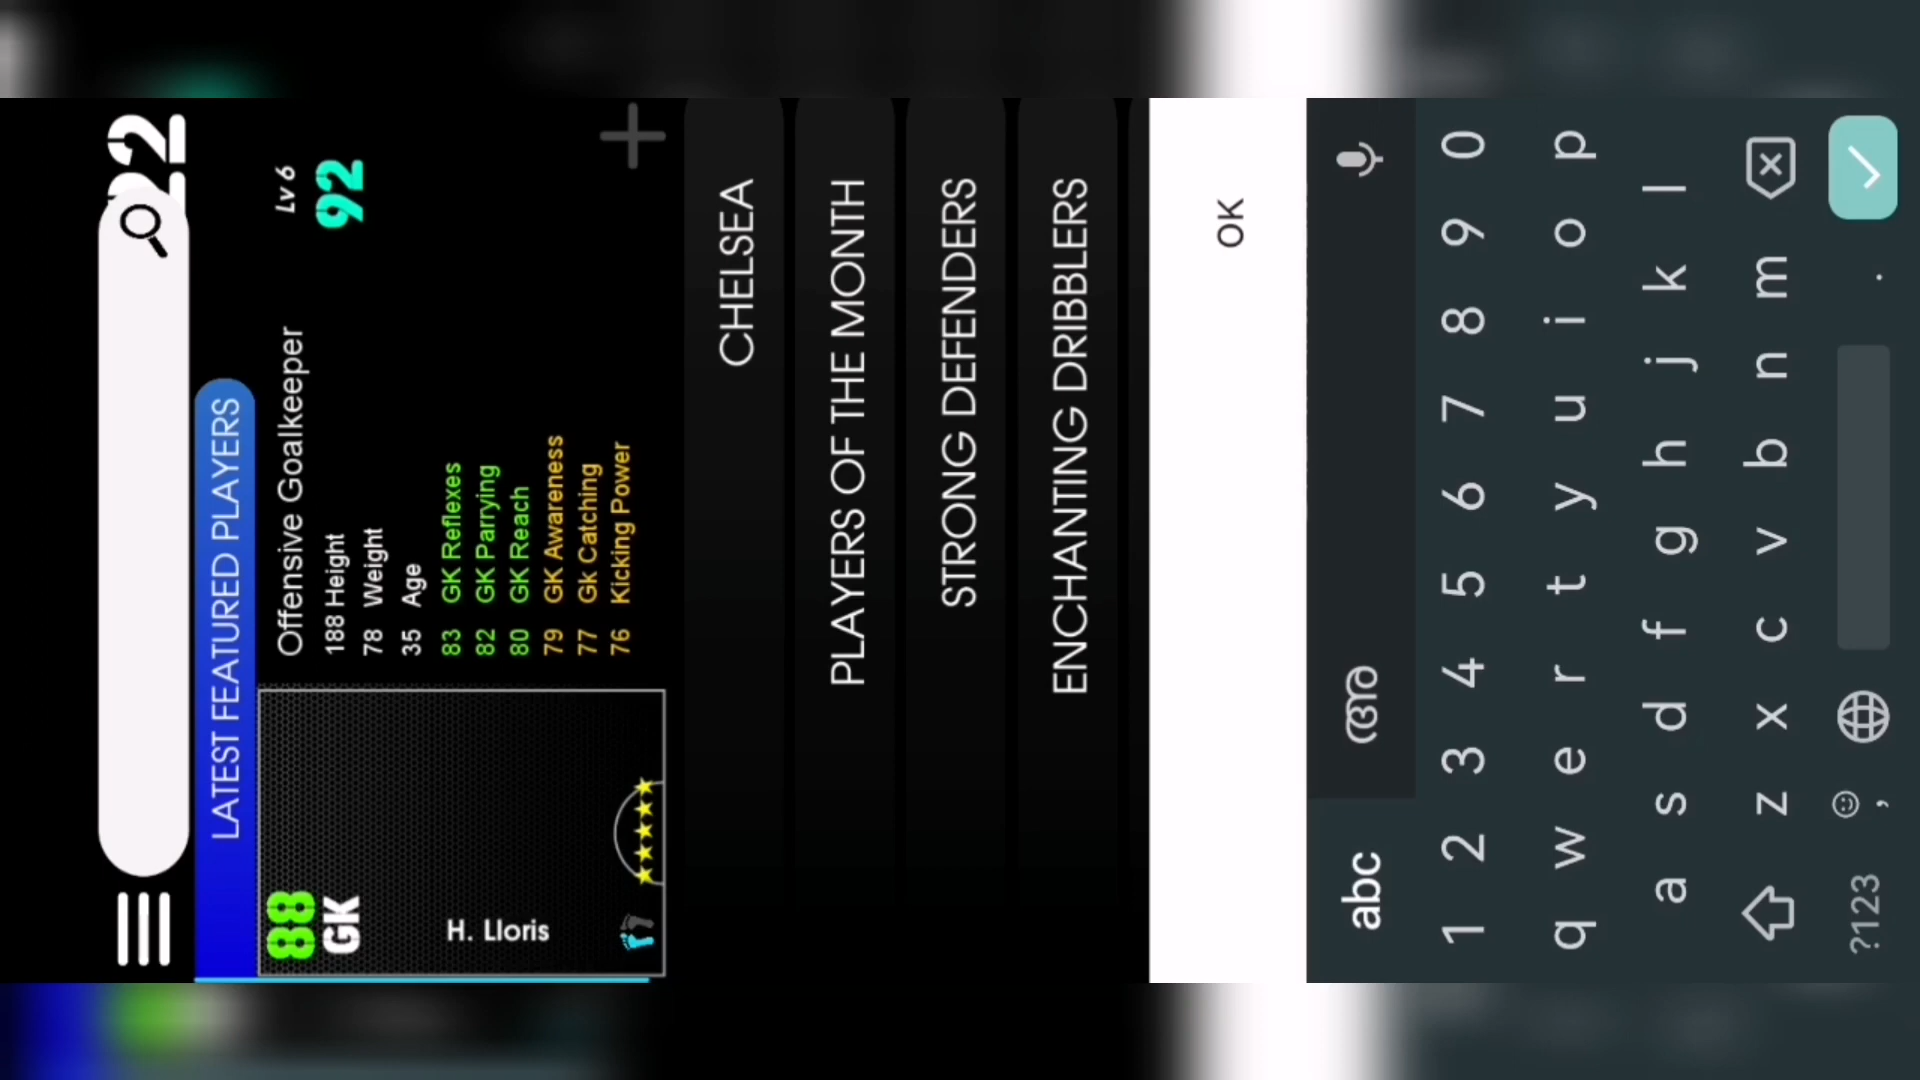 22
LATEST FEATURED PLAYERS
88
GK
H. Lloris
Offensive Goalkeeper
Lv 6
92
188 Height
78 Weight
35 Age
83 GK Reflexes
82 GK Parrying
80 GK Reach
79 GK Awareness
77 Gk Catching
76 Kicking Power
CHELSEA
PLAYERS OF THE MONTH
STRONG DEFENDERS
ENCHANTING DRIBBLERS
OK
abc അ
1 2 3 4 5 6 7 8 9 0
q w e r t y u i o p
a s d f g h j k l
z x c v b n m
?123 , .